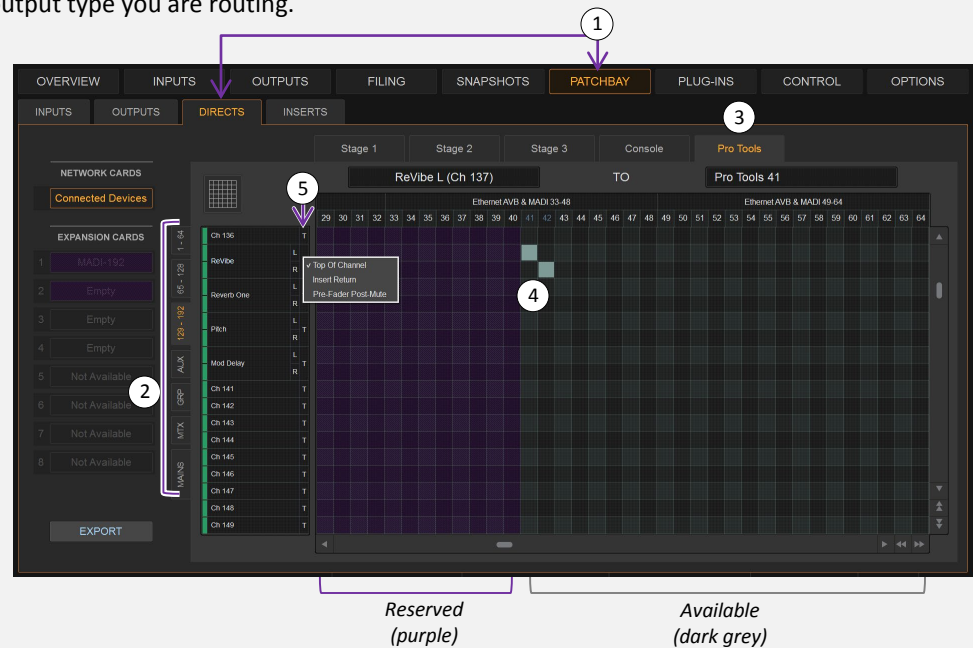 output type you are routing.
1
OVERVIEW INPUTS OUTPUTS FILING SNAPSHOTS PATCHBAY PLUG-INS CONTROL OPTIONS
INPUTS OUTPUTS DIRECTS INSERTS
3
Stage 1 Stage 2 Stage 3 Console Pro Tools
NETWORK CARDS
Connected Devices
EXPANSION CARDS
1 MADI-192
2 Empty
3 Empty
4 Empty
5 Not Available
6 Not Available
7 Not Available
8 Not Available
EXPORT
2
1 - 64
65 - 128
129 - 192
AUX
GRP
MTX
MAINS
5
ReVibe L (Ch 137) TO Pro Tools 41
Ethernet AVB & MADI 33-48 Ethernet AVB & MADI 49-64
29 30 31 32 33 34 35 36 37 38 39 40 41 42 43 44 45 46 47 48 49 50 51 52 53 54 55 56 57 58 59 60 61 62 63 64
Ch 136 T
ReVibe L R
✓ Top Of Channel
Insert Return
Pre-Fader Post-Mute
Reverb One L R
Pitch L R T
Mod Delay L R T
Ch 141 T
Ch 142 T
Ch 143 T
Ch 144 T
Ch 145 T
Ch 146 T
Ch 147 T
Ch 148 T
Ch 149 T
4
Reserved
(purple)
Available
(dark grey)